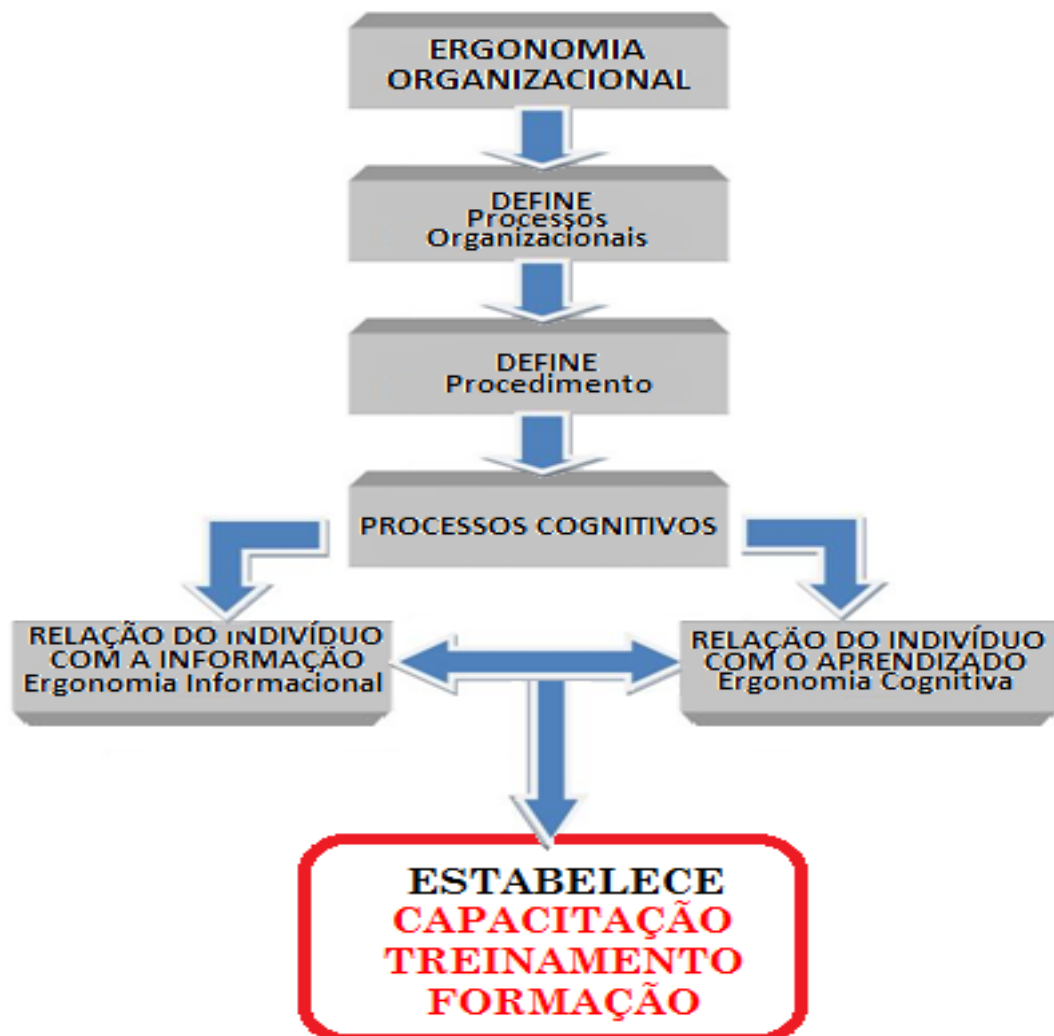 ERGONOMIA
ORGANIZACIONAL
DEFINE
Processos
Organizacionais
DEFINE
Procedimento
PROCESSOS COGNITIVOS
RELAÇÃO DO INDIVÍDUO
COM A INFORMAÇÃO
Ergonomia Informacional
RELAÇÃO DO INDIVÍDUO
COM O APRENDIZADO
Ergonomia Cognitiva
ESTABELECE
CAPACITAÇÃO
TREINAMENTO
FORMAÇÃO